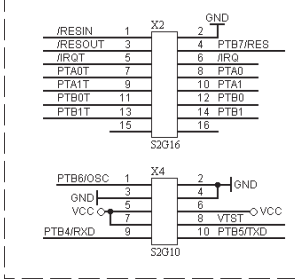 X2 GND
/RESIN 1 2
/RESOUT 3 4 PTB7/RES
/IRQT 5 6 /IRQ
PTA0T 7 8 PTA0
PTA1T 9 10 PTA1
PTB0T 11 12 PTB0
PTB1T 13 14 PTB1
15 16
S2G16
X4
PTB6/OSC 1 2
GND 3 4 GND
VCC 5 6 VCC
7 8 VTST
PTB4/RXD 9 10 PTB5/TXD
S2G10